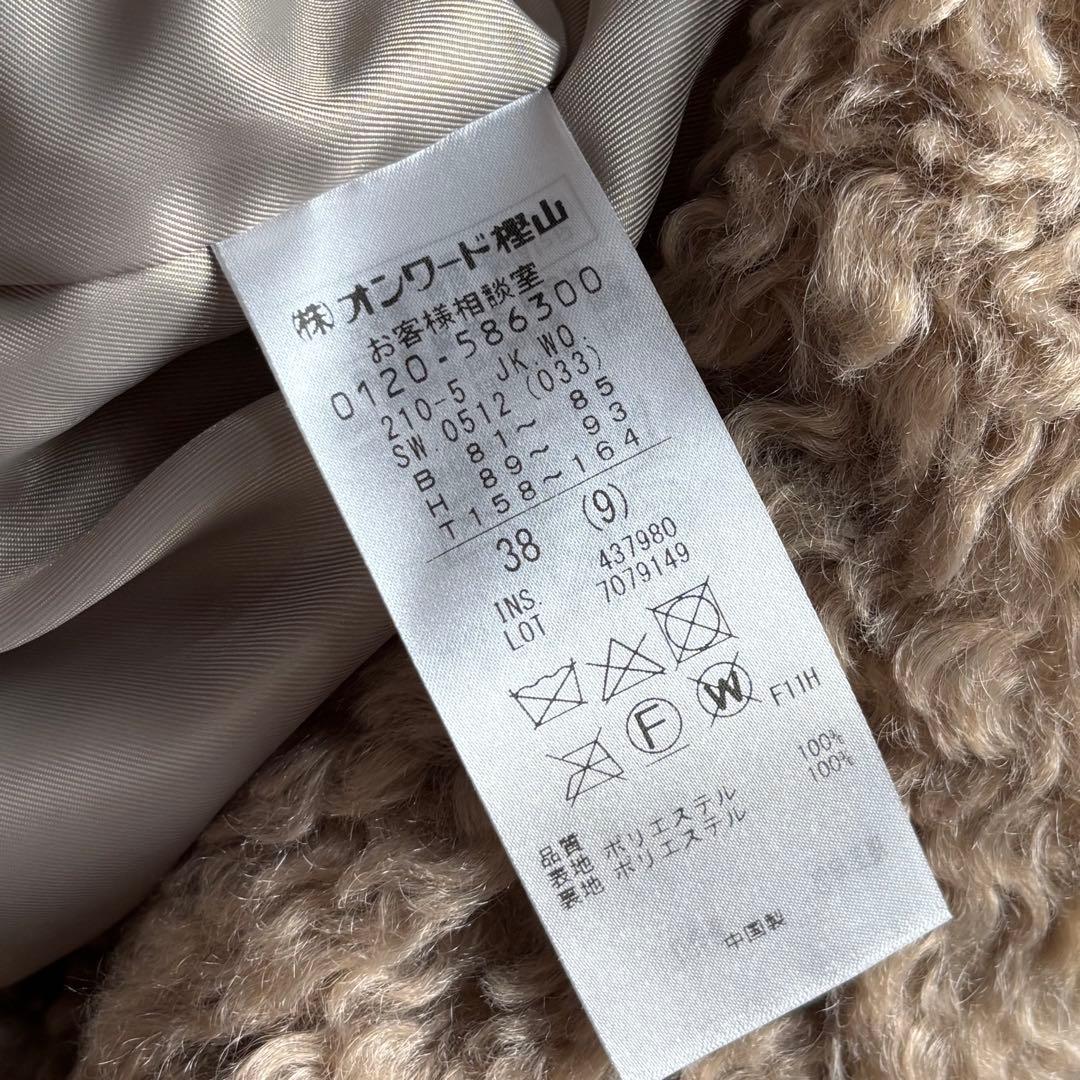 (株)オンワード樫山
お客様相談室
0120-586300
210-5 JK.WO.
SW.0512 (033)
B 81～ 85
H 89～ 93
T158～164
38 (9)
INS. 437980
LOT 7079149
F W F11H
品質
表地 ポリエステル 100%
裏地 ポリエステル 100%
中国製